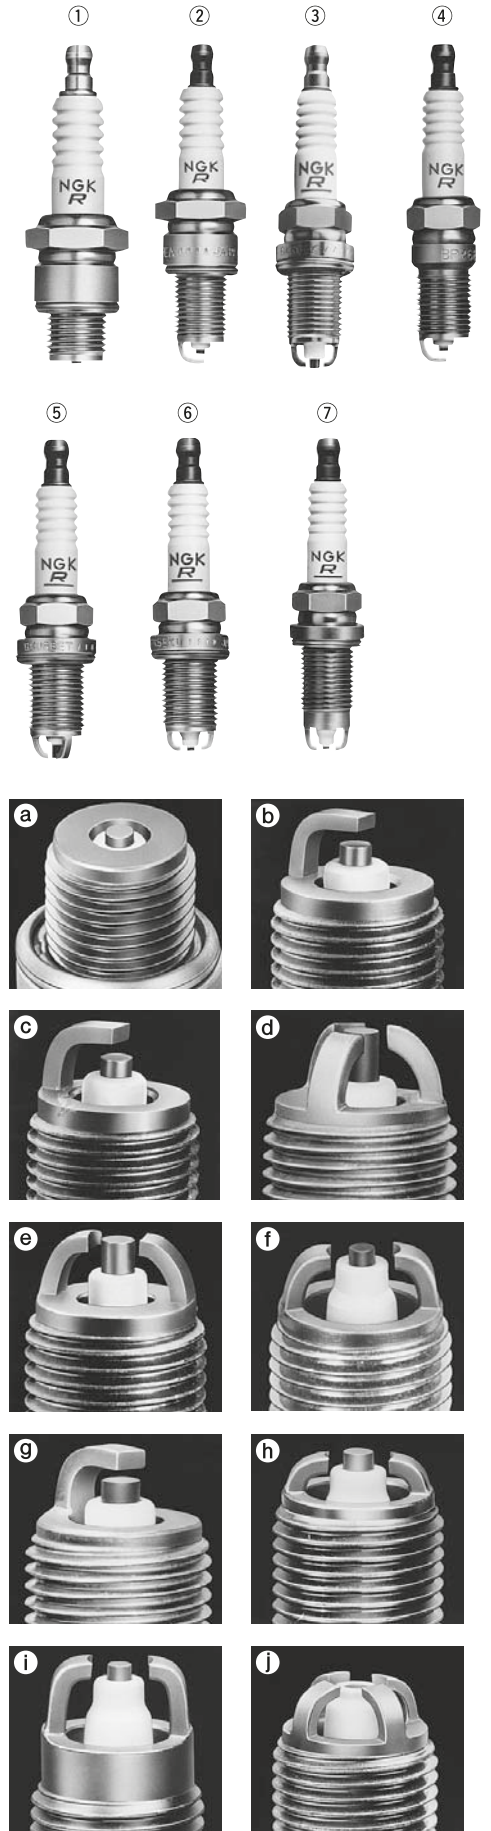 ① ② ③ ④
NGK NGK NGK NGK
R R R R
⑤ ⑥ ⑦
NGK NGK NGK
R R R
a b
c d
e f
g h
i j